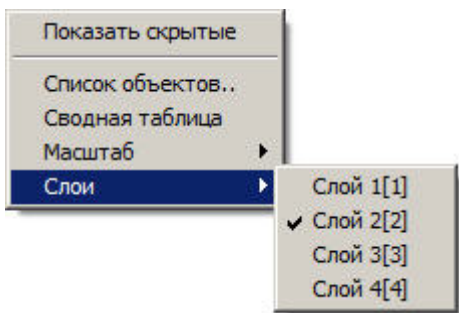 Показать скрытые
Список объектов..
Сводная таблица
Масштаб
Слои
Слой 1[1]
Слой 2[2]
Слой 3[3]
Слой 4[4]